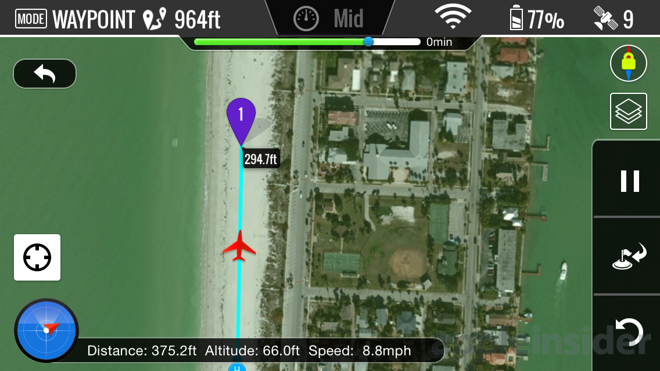 MODE WAYPOINT 964ft Mid 77% 9
0min
1
294.7ft
Distance: 375.2ft Altitude: 66.0ft Speed: 8.8mph
H